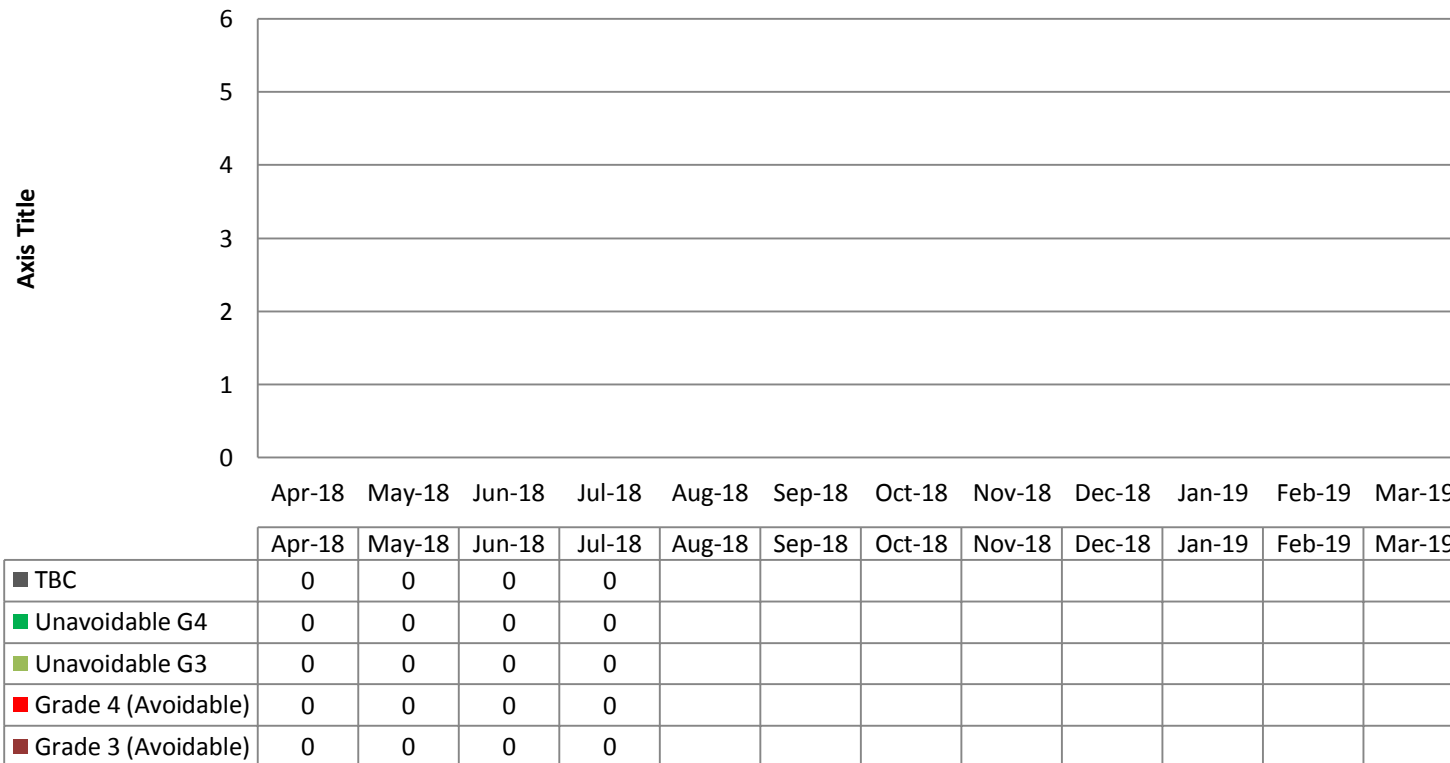 6
5
4
3
2
1
0
Axis Title
Apr-18 May-18 Jun-18 Jul-18 Aug-18 Sep-18 Oct-18 Nov-18 Dec-18 Jan-19 Feb-19 Mar-19
Apr-18 May-18 Jun-18 Jul-18 Aug-18 Sep-18 Oct-18 Nov-18 Dec-18 Jan-19 Feb-19 Mar-19
TBC 0 0 0 0
Unavoidable G4 0 0 0 0
Unavoidable G3 0 0 0 0
Grade 4 (Avoidable) 0 0 0 0
Grade 3 (Avoidable) 0 0 0 0